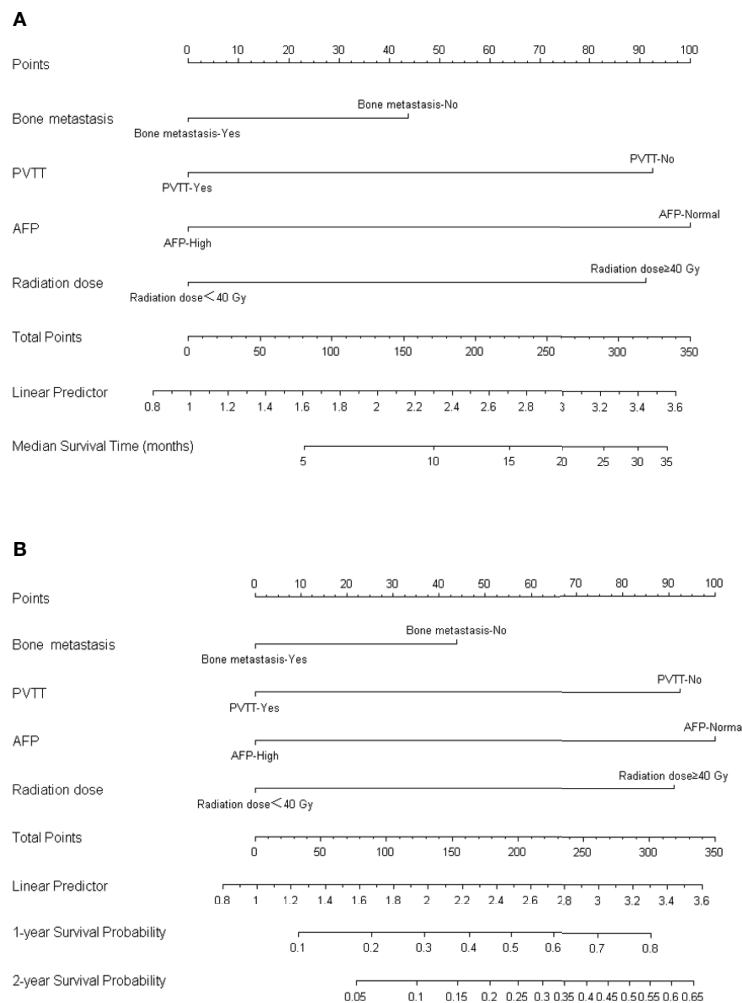 A
0 10 20 30 40 50 60 70 80 90 100
Points
Bone metastasis-No
Bone metastasis
Bone metastasis-Yes
PVTT-No
PVTT
PVTT-Yes
AFP-Normal
AFP
AFP-High
Radiation dose≥40 Gy
Radiation dose
Radiation dose<40 Gy
Total Points
0 50 100 150 200 250 300 350
Linear Predictor
0.8 1 1.2 1.4 1.6 1.8 2 2.2 2.4 2.6 2.8 3 3.2 3.4 3.6
Median Survival Time (months)
5 10 15 20 25 30 35
B
0 10 20 30 40 50 60 70 80 90 100
Points
Bone metastasis-No
Bone metastasis
Bone metastasis-Yes
PVTT-No
PVTT
PVTT-Yes
AFP-Norma
AFP
AFP-High
Radiation dose≥40 Gy
Radiation dose
Radiation dose<40 Gy
Total Points
0 50 100 150 200 250 300 350
Linear Predictor
0.8 1 1.2 1.4 1.6 1.8 2 2.2 2.4 2.6 2.8 3 3.2 3.4 3.6
1-year Survival Probability
0.1 0.2 0.3 0.4 0.5 0.6 0.7 0.8
2-year Survival Probability
0.05 0.1 0.15 0.2 0.25 0.3 0.35 0.4 0.45 0.5 0.55 0.6 0.65